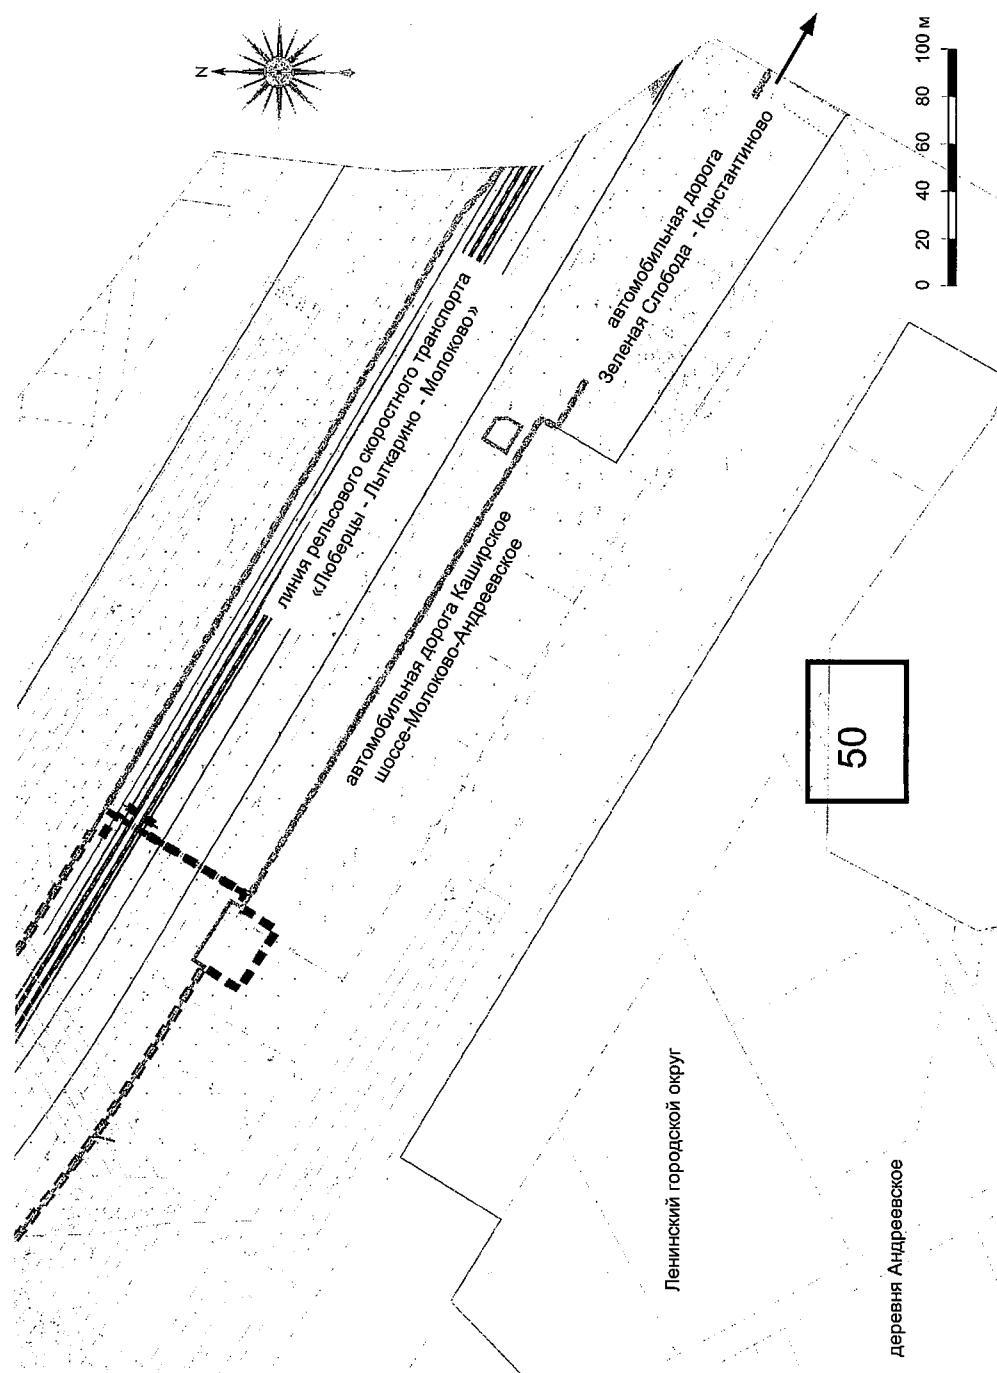 N
линия рельсового скоростного транспорта
«Люберцы - Лыткарино - Молоково»
автомобильная дорога
Зеленая Слобода - Константиново
автомобильная дорога Каширское
шоссе-Молоково-Андреевское
0 20 40 60 80 100 м
50
Ленинский городской округ
деревня Андреевское